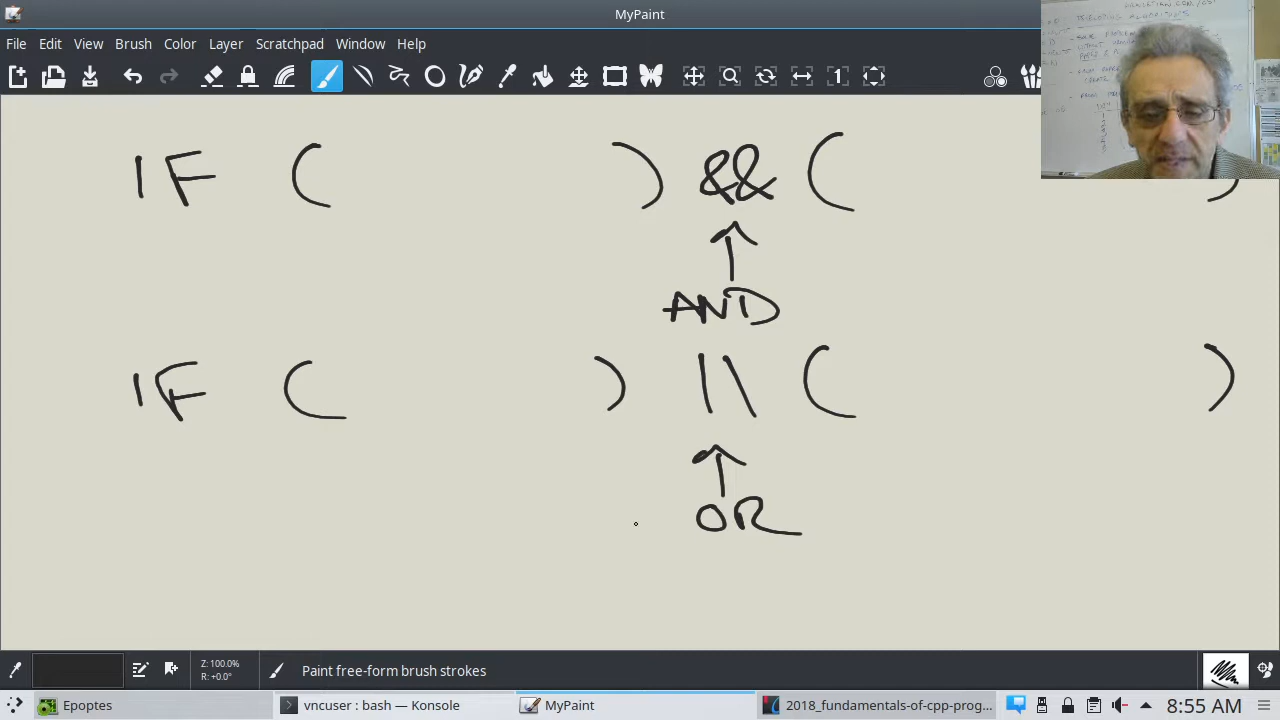 MyPaint
File Edit View Brush Color Layer Scratchpad Window Help
IF ( ) && ( )
AND
IF ( ) || ( )
OR
Z: 100.0%
R: +0.0°
Paint free-form brush strokes
Epoptes
vncuser : bash — Konsole
MyPaint
2018_fundamentals-of-cpp-prog...
8:55 AM